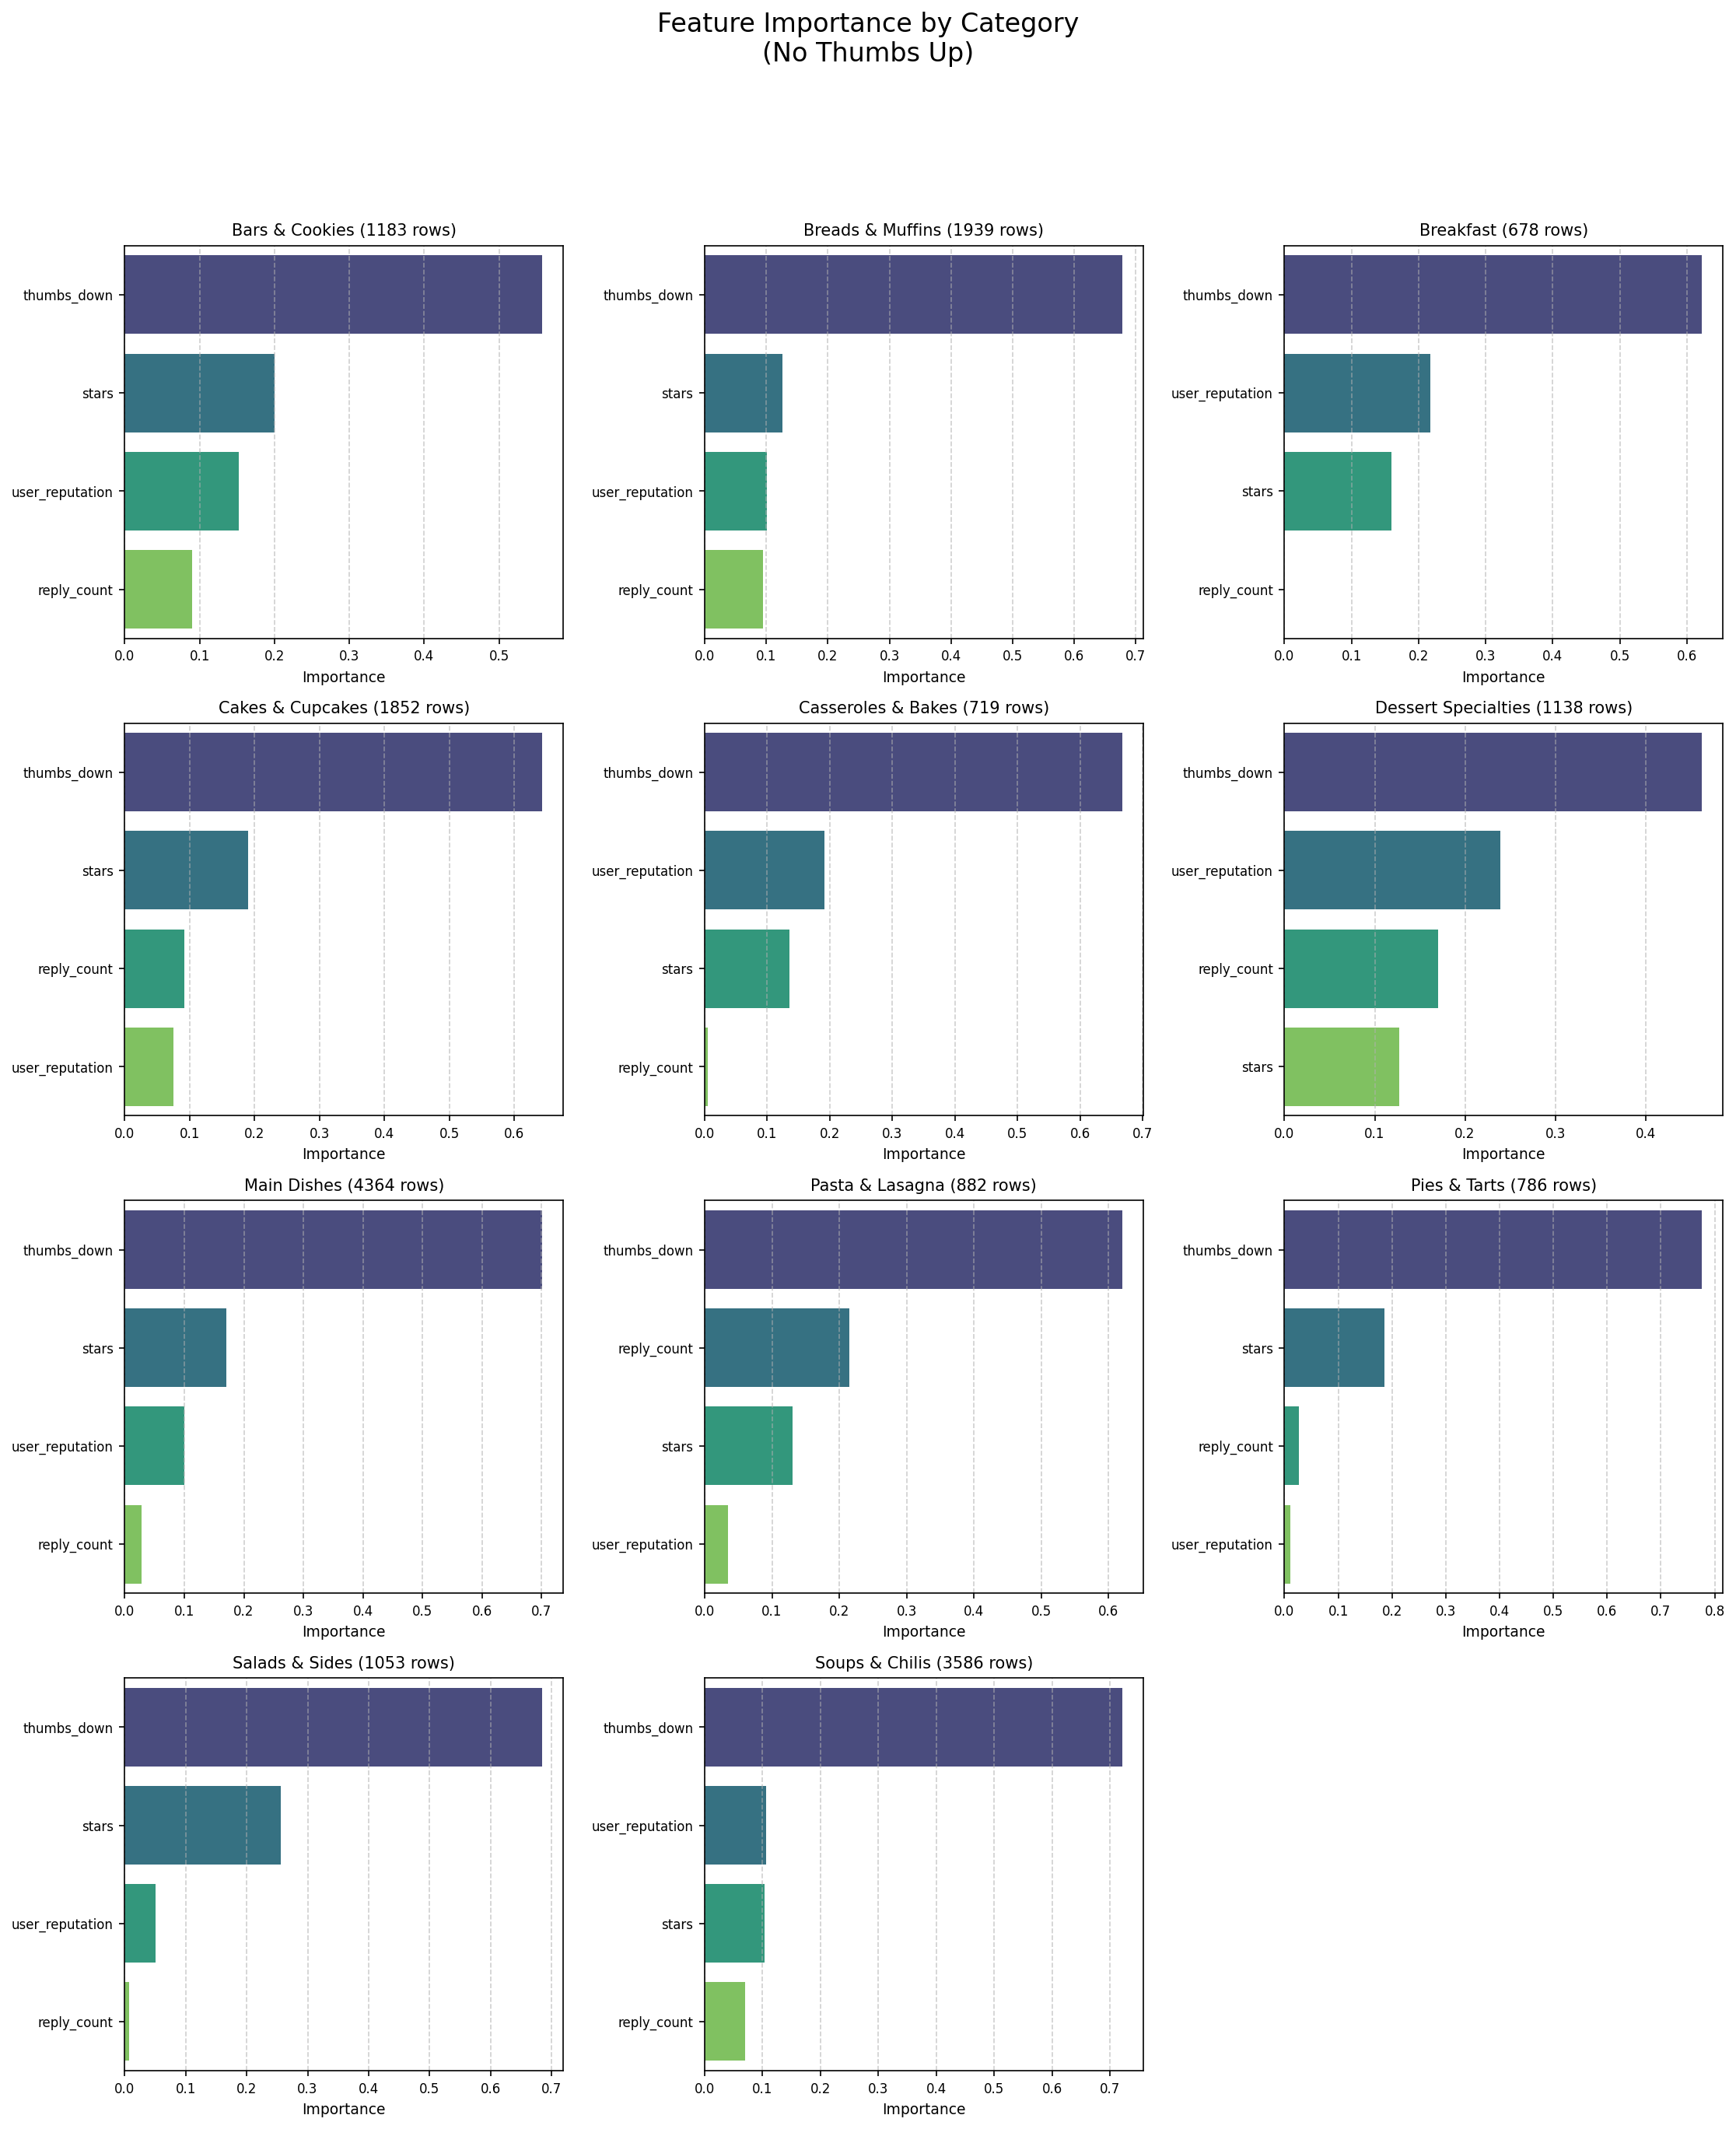 Feature Importance by Category
(No Thumbs Up)
Bars & Cookies (1183 rows)
thumbs_down
stars
user_reputation
reply_count
0.0 0.1 0.2 0.3 0.4 0.5
Importance
Breads & Muffins (1939 rows)
thumbs_down
stars
user_reputation
reply_count
0.0 0.1 0.2 0.3 0.4 0.5 0.6 0.7
Importance
Breakfast (678 rows)
thumbs_down
user_reputation
stars
reply_count
0.0 0.1 0.2 0.3 0.4 0.5 0.6
Importance
Cakes & Cupcakes (1852 rows)
thumbs_down
stars
reply_count
user_reputation
0.0 0.1 0.2 0.3 0.4 0.5 0.6
Importance
Casseroles & Bakes (719 rows)
thumbs_down
user_reputation
stars
reply_count
0.0 0.1 0.2 0.3 0.4 0.5 0.6 0.7
Importance
Dessert Specialties (1138 rows)
thumbs_down
user_reputation
reply_count
stars
0.0 0.1 0.2 0.3 0.4
Importance
Main Dishes (4364 rows)
thumbs_down
stars
user_reputation
reply_count
0.0 0.1 0.2 0.3 0.4 0.5 0.6 0.7
Importance
Pasta & Lasagna (882 rows)
thumbs_down
reply_count
stars
user_reputation
0.0 0.1 0.2 0.3 0.4 0.5 0.6
Importance
Pies & Tarts (786 rows)
thumbs_down
stars
reply_count
user_reputation
0.0 0.1 0.2 0.3 0.4 0.5 0.6 0.7 0.8
Importance
Salads & Sides (1053 rows)
thumbs_down
stars
user_reputation
reply_count
0.0 0.1 0.2 0.3 0.4 0.5 0.6 0.7
Importance
Soups & Chilis (3586 rows)
thumbs_down
user_reputation
stars
reply_count
0.0 0.1 0.2 0.3 0.4 0.5 0.6 0.7
Importance